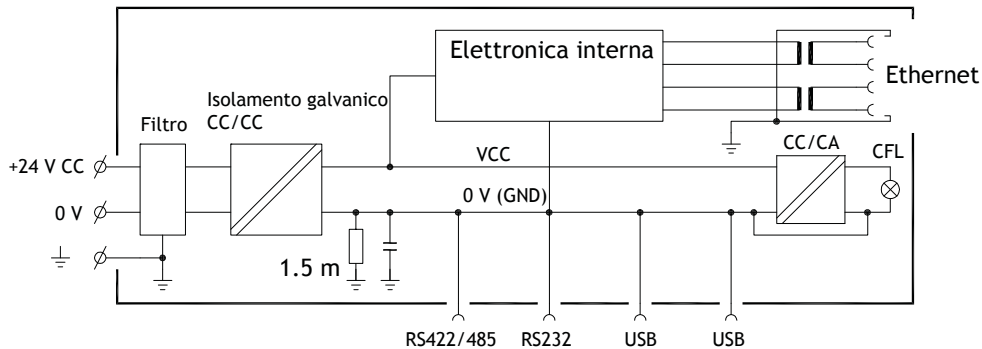 Elettronica interna
Ethernet
Isolamento galvanico
CC/CC
Filtro
CC/CA
CFL
+24 V CC
VCC
0 V
0 V (GND)
1.5 m
RS422/485
RS232
USB
USB